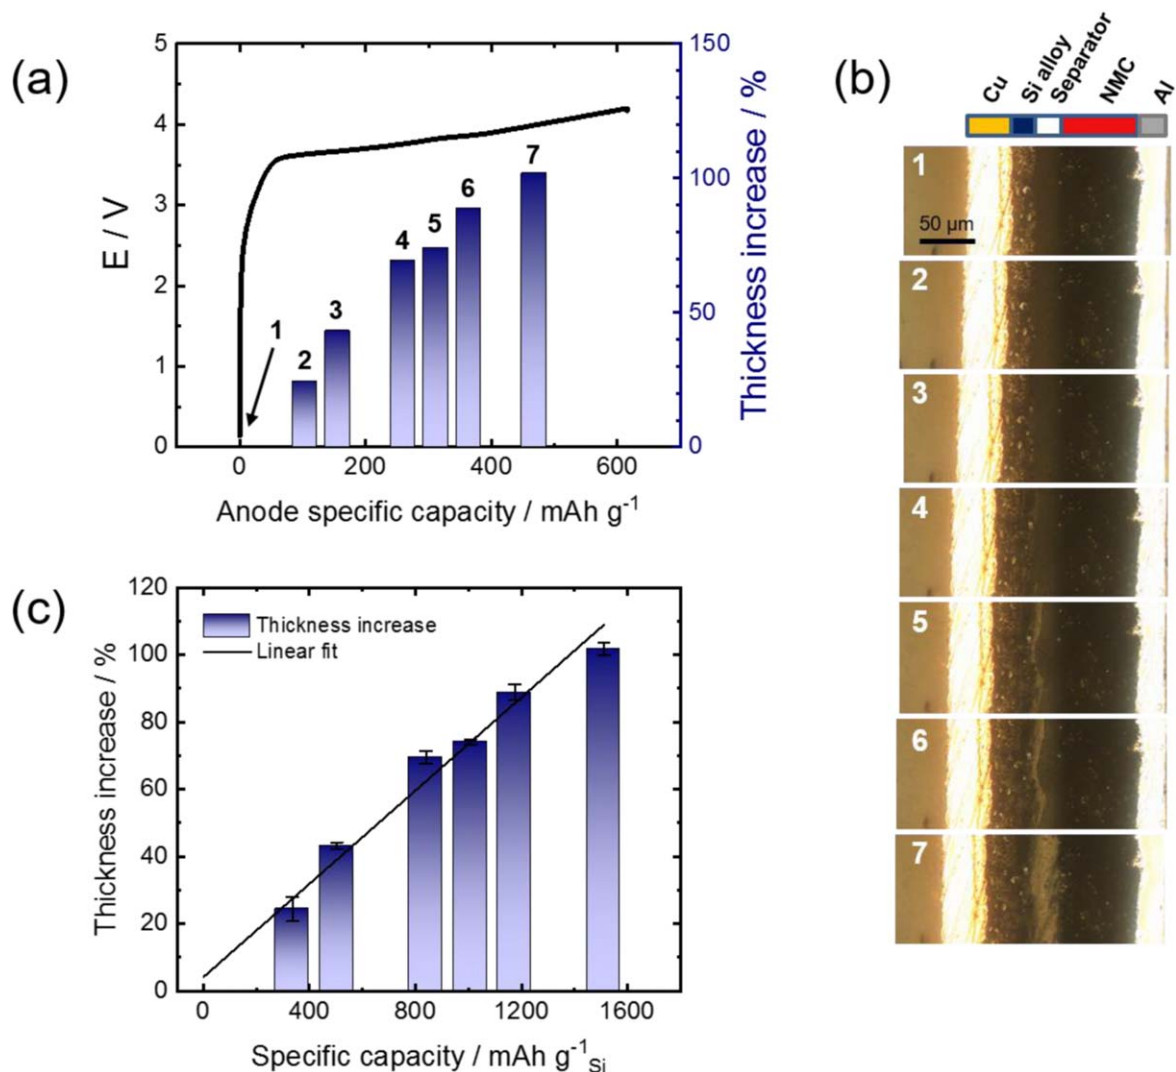 (a)
5
4
3
2
1
0
E / V
150
100
50
0
Thickness increase / %
1
2
3
4
5
6
7
0
200
400
600
Anode specific capacity / mAh g⁻¹
(b)
Cu
Si alloy
Separator
NMC
Al
1
50 µm
2
3
4
5
6
7
(c)
120
100
80
60
40
20
0
Thickness increase / %
Thickness increase
Linear fit
0
400
800
1200
1600
Specific capacity / mAh g⁻¹Si